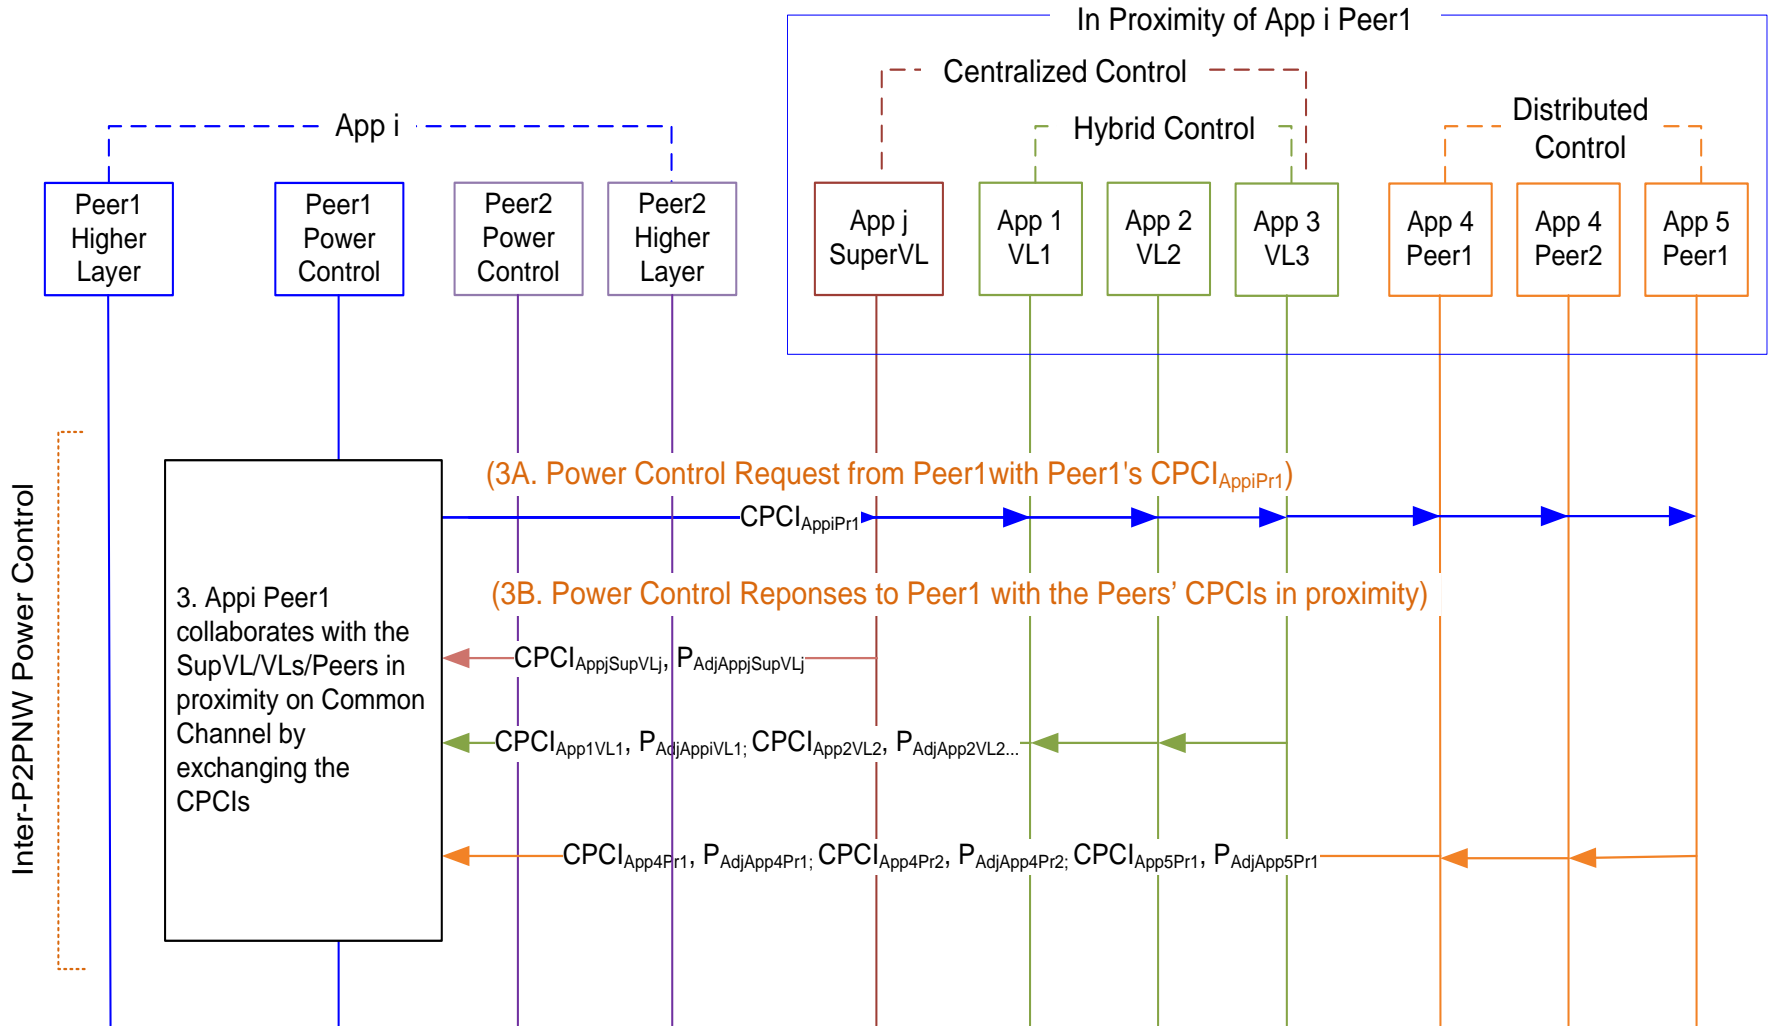 In Proximity of App i Peer1
Centralized Control
App i
Hybrid Control
Distributed
Control
Peer1
Higher
Layer
Peer1
Power
Control
Peer2
Power
Control
Peer2
Higher
Layer
App j
SuperVL
App 1
VL1
App 2
VL2
App 3
VL3
App 4
Peer1
App 4
Peer2
App 5
Peer1
Inter-P2PNW Power Control
(3A. Power Control Request from Peer1with Peer1's CPCIAppiPr1)
CPCIAppiPr1
3. Appi Peer1
collaborates with the
SupVL/VLs/Peers in
proximity on Common
Channel by
exchanging the
CPCIs
(3B. Power Control Reponses to Peer1 with the Peers’ CPCIs in proximity)
CPCIAppjSupVLj, PAdjAppjSupVLj
CPCIApp1VL1, PAdjAppiVL1; CPCIApp2VL2, PAdjApp2VL2...
CPCIApp4Pr1, PAdjApp4Pr1; CPCIApp4Pr2, PAdjApp4Pr2; CPCIApp5Pr1, PAdjApp5Pr1